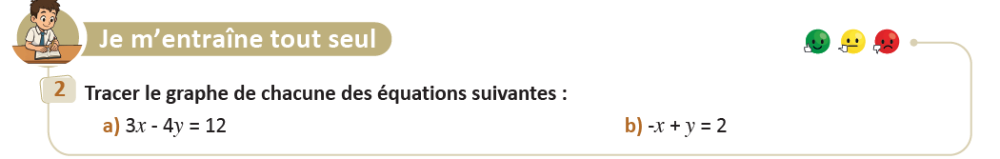 Je m’entraîne tout seul
2 Tracer le graphe de chacune des équations suivantes :
a) 3x - 4y = 12 b) -x + y = 2